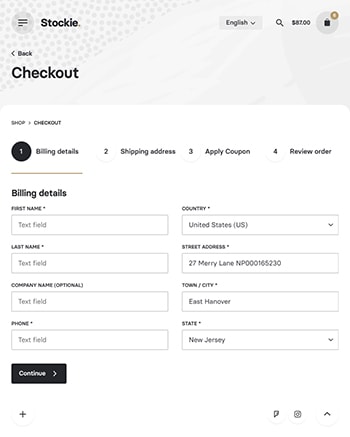 Stockie.
English
$87.00
Back
Checkout
SHOP > CHECKOUT
1 Billing details
2 Shipping address
3 Apply Coupon
4 Review order
Billing details
FIRST NAME * COUNTRY *
Text field United States (US)
LAST NAME * STREET ADDRESS *
Text field 27 Merry Lane NP000165230
COMPANY NAME (OPTIONAL) TOWN / CITY *
Text field East Hanover
PHONE * STATE *
Text field New Jersey
Continue